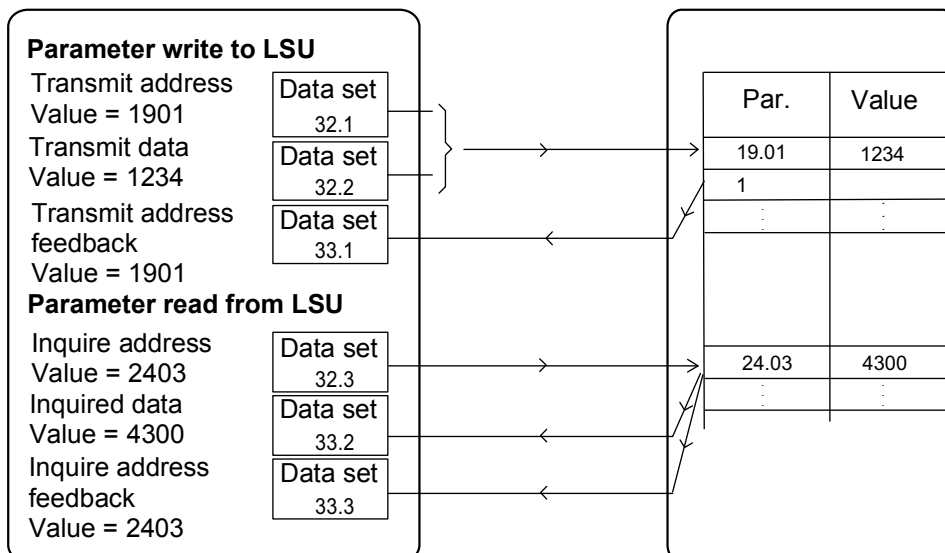 Parameter write to LSU
Transmit address
Value = 1901
Data set
32.1
Transmit data
Value = 1234
Data set
32.2
Transmit address
feedback
Value = 1901
Data set
33.1
Parameter read from LSU
Inquire address
Value = 2403
Data set
32.3
Inquired data
Value = 4300
Data set
33.2
Inquire address
feedback
Value = 2403
Data set
33.3
Par. Value
19.01 1234
1
24.03 4300